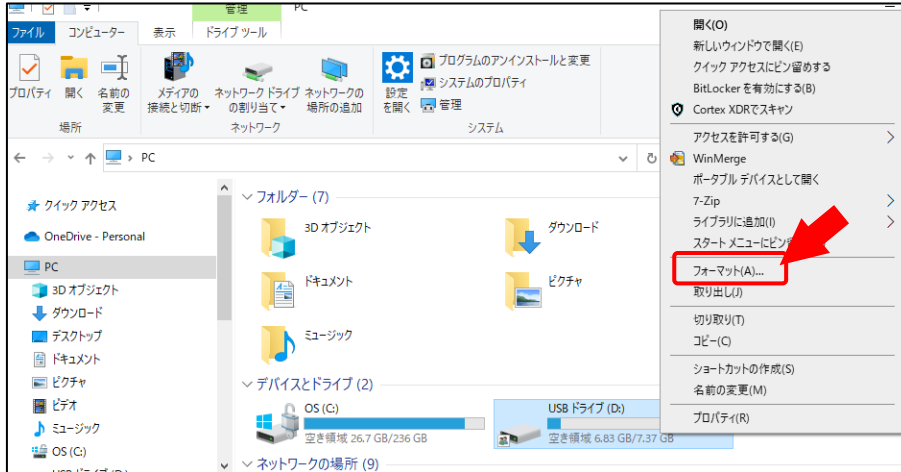 管理
PC
ファイル
コンピューター
表示
ドライブ ツール
プロパティ
開く
名前の
変更
メディアの
接続と切断
ネットワークドライブ
の割り当て
ネットワークの
場所の追加
設定
を開く
プログラムのアンインストールと変更
システムのプロパティ
管理
場所
ネットワーク
システム
PC
クイック アクセス
OneDrive - Personal
PC
3D オブジェクト
ダウンロード
デスクトップ
ドキュメント
ピクチャ
ビデオ
ミュージック
OS (C:)
フォルダー (7)
3D オブジェクト
ダウンロード
ドキュメント
ピクチャ
ミュージック
デバイスとドライブ (2)
OS (C:)
空き領域 26.7 GB/236 GB
USB ドライブ (D:)
空き領域 6.83 GB/7.37 GB
ネットワークの場所 (9)
開く(O)
新しいウィンドウで開く(E)
クイック アクセスにピン留めする
BitLocker を有効にする(B)
Cortex XDRでスキャン
アクセスを許可する(G)
WinMerge
ポータブル デバイスとして開く
7-Zip
ライブラリに追加(I)
スタート メニューにピン
フォーマット(A)...
取り出し(J)
切り取り(T)
コピー(C)
ショートカットの作成(S)
名前の変更(M)
プロパティ(R)